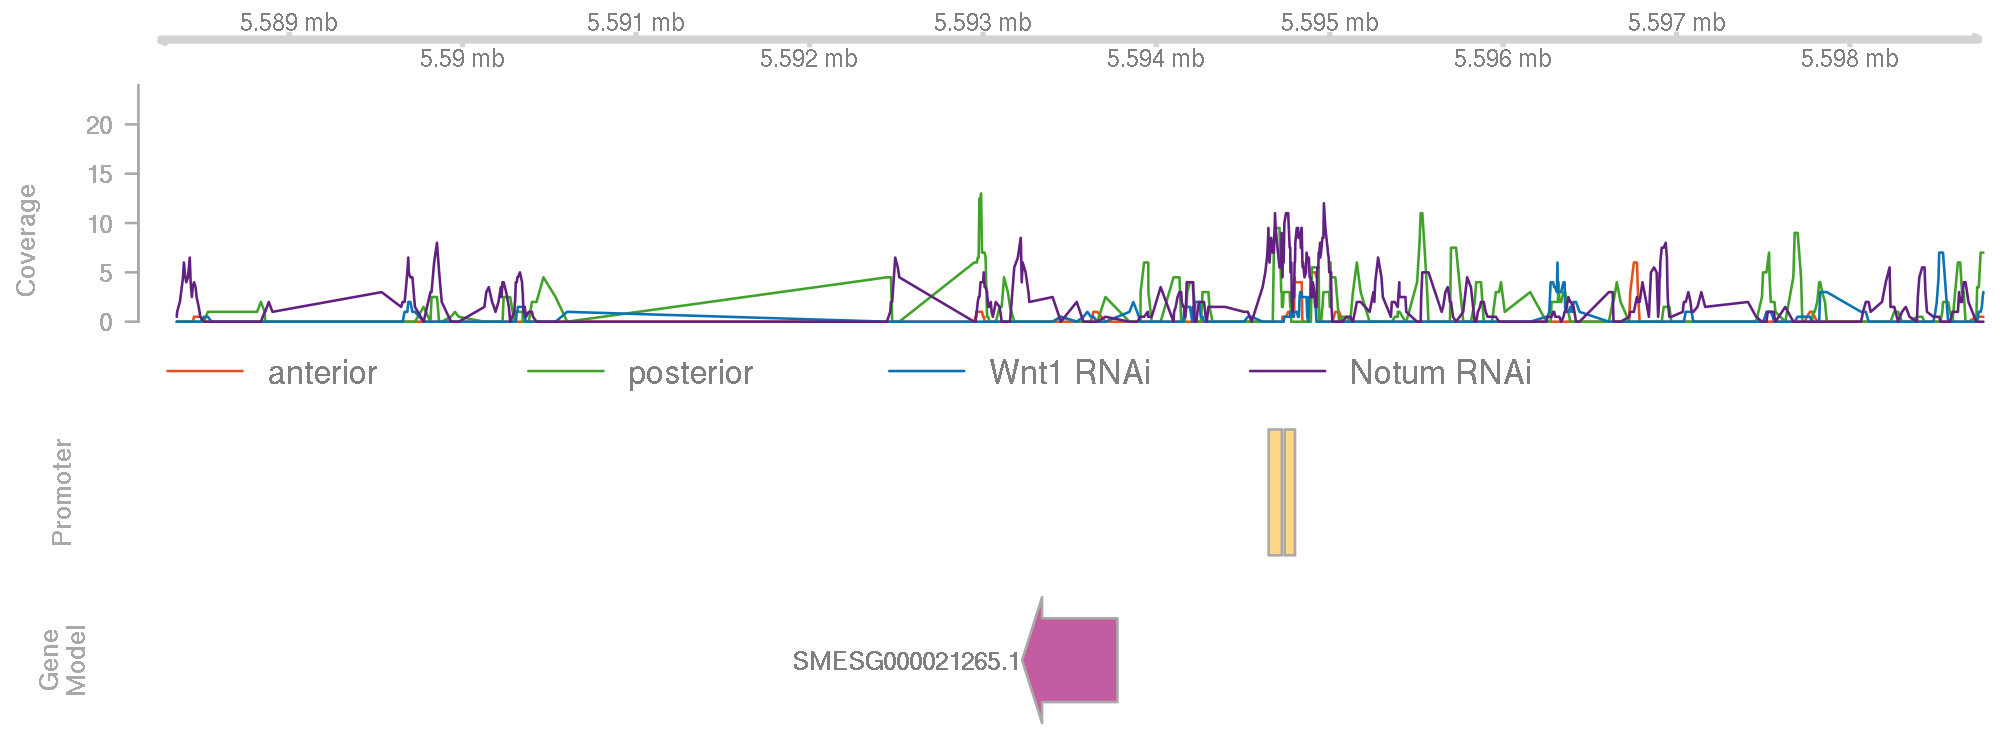 5.589 mb 5.591 mb 5.593 mb 5.595 mb 5.597 mb
5.59 mb 5.592 mb 5.594 mb 5.596 mb 5.598 mb
Coverage
20
15
10
5
0
anterior posterior Wnt1 RNAi Notum RNAi
Promoter
Gene
Model
SMESG000021265.1